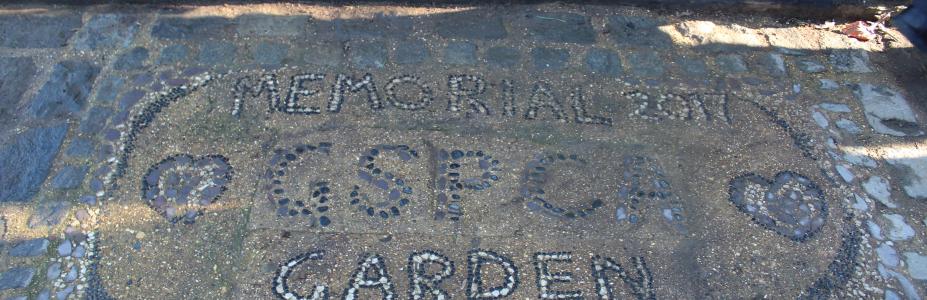 MEMORIAL 2017
GSPCA
GARDEN